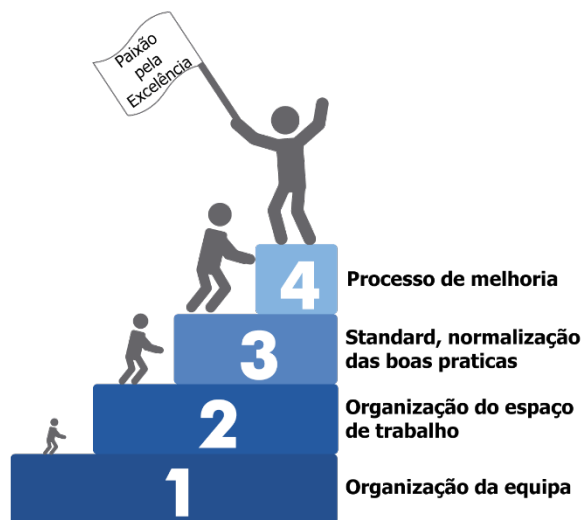 Paixão
pela
Excelência
4
Processo de melhoria
3
Standard, normalização
das boas praticas
2
Organização do espaço
de trabalho
1
Organização da equipa